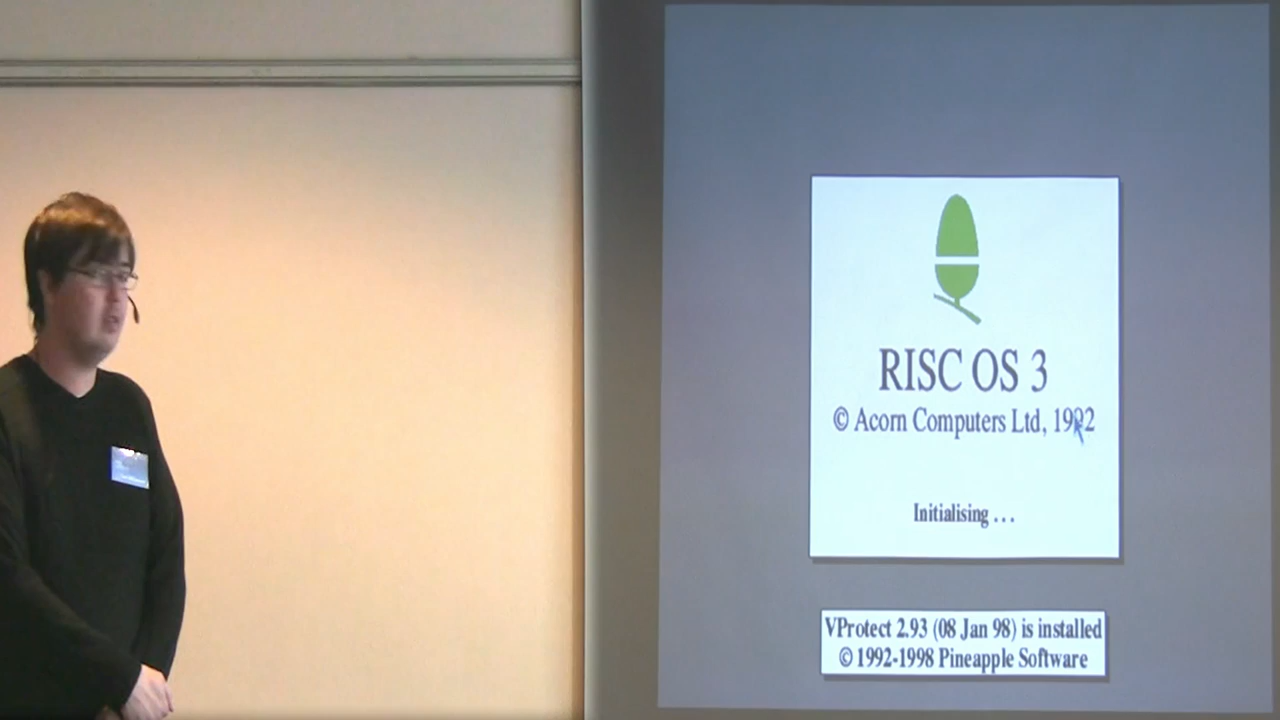 RISC OS 3
© Acorn Computers Ltd, 1992
Initialising . . .
VProtect 2.93 (08 Jan 98) is installed
© 1992-1998 Pineapple Software